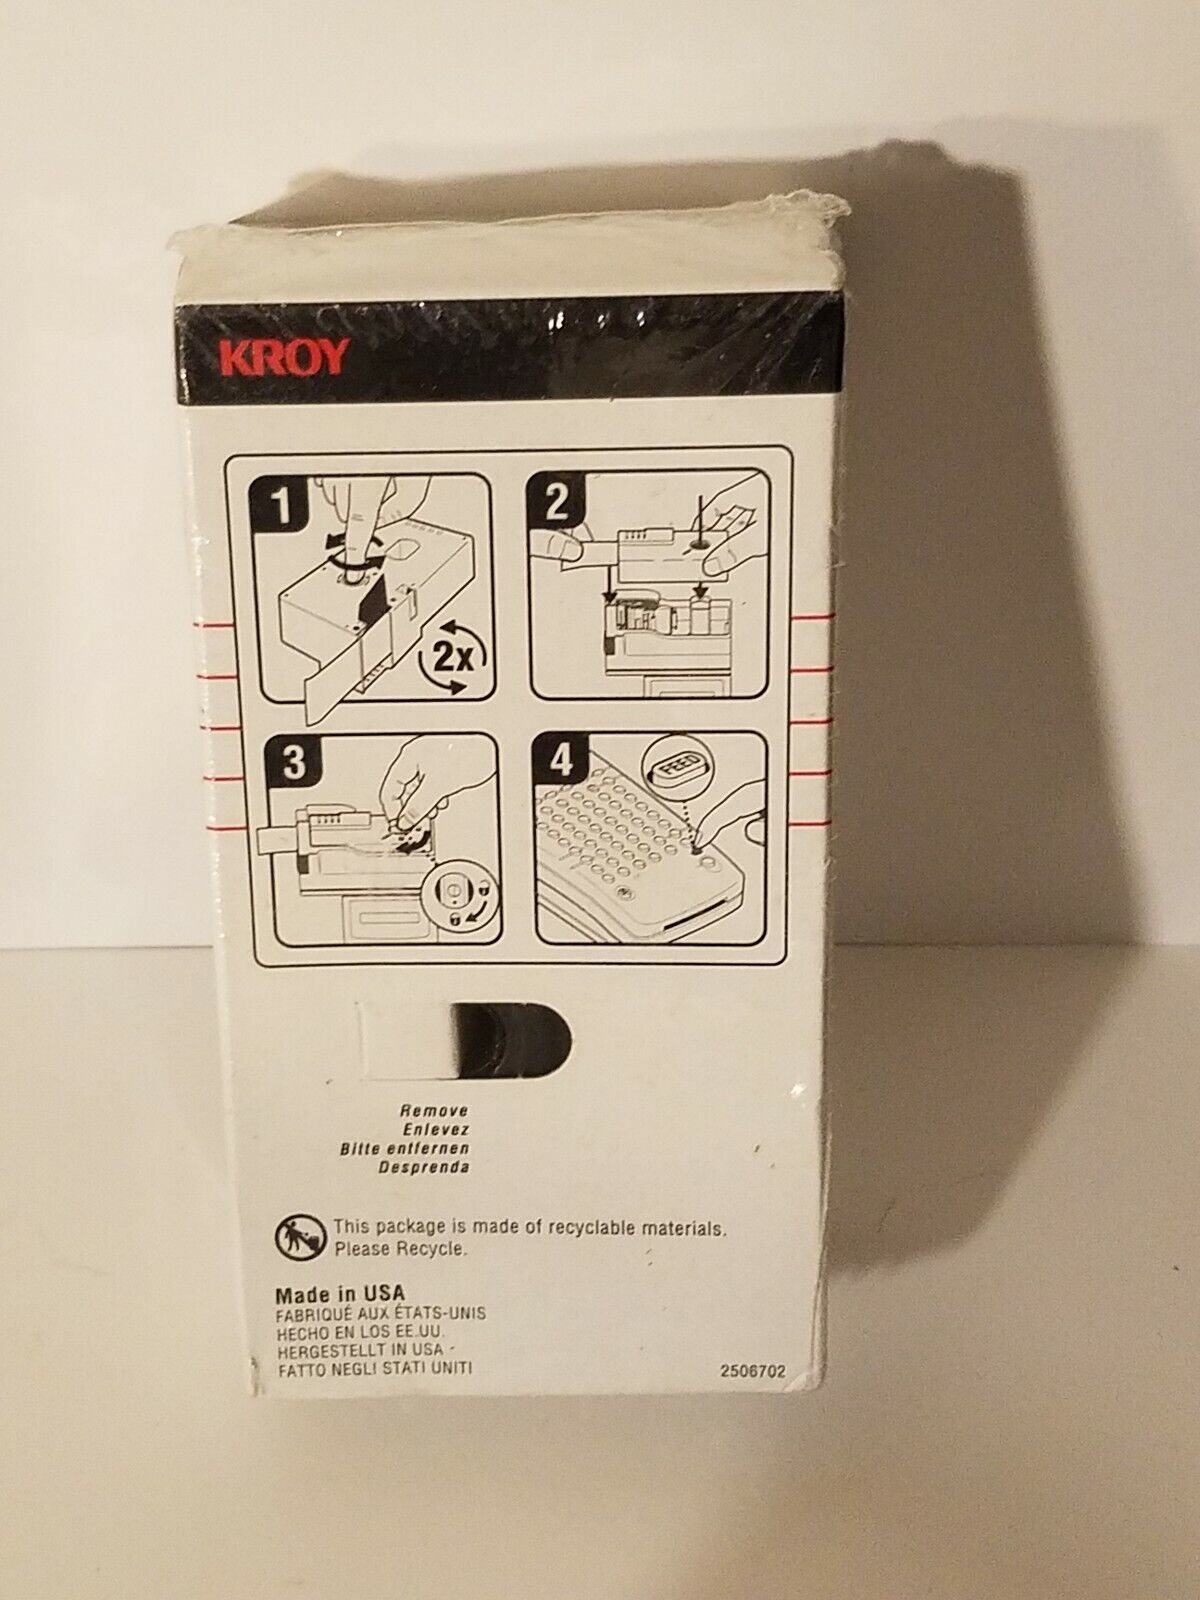 KROY
1
2x
2
3
4
FEED
Remove
Enlevez
Bitte entfernen
Desprenda
This package is made of recyclable materials.
Please Recycle.
Made in USA
FABRIQUÉ AUX ÉTATS-UNIS
HECHO EN LOS EE.UU.
HERGESTELLT IN USA
FATTO NEGLI STATI UNITI
2506702